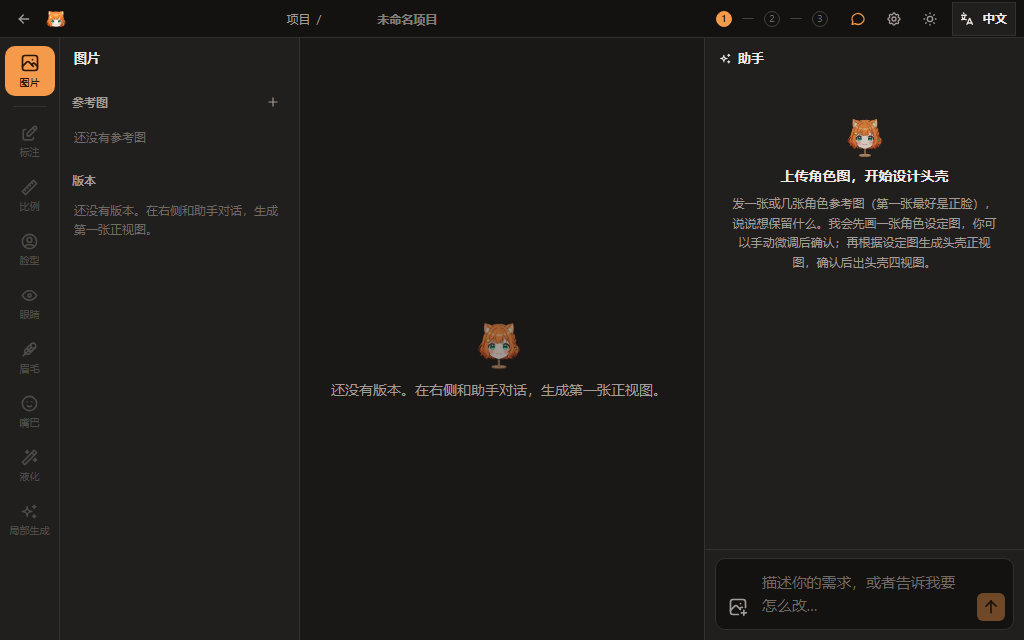 项目 /
未命名项目
1
2
3
中文
图片
标注
比例
脸型
眼睛
眉毛
嘴巴
液化
局部生成
图片
参考图
还没有参考图
版本
还没有版本。在右侧和助手对话，生成
第一张正视图。
还没有版本。在右侧和助手对话，生成第一张正视图。
助手
上传角色图，开始设计头壳
发一张或几张角色参考图（第一张最好是正脸），
说说想保留什么。我会先画一张角色设定图，你可
以手动微调后确认；再根据设定图生成头壳正视
图，确认后出头壳四视图。
描述你的需求，或者告诉我要
怎么改...